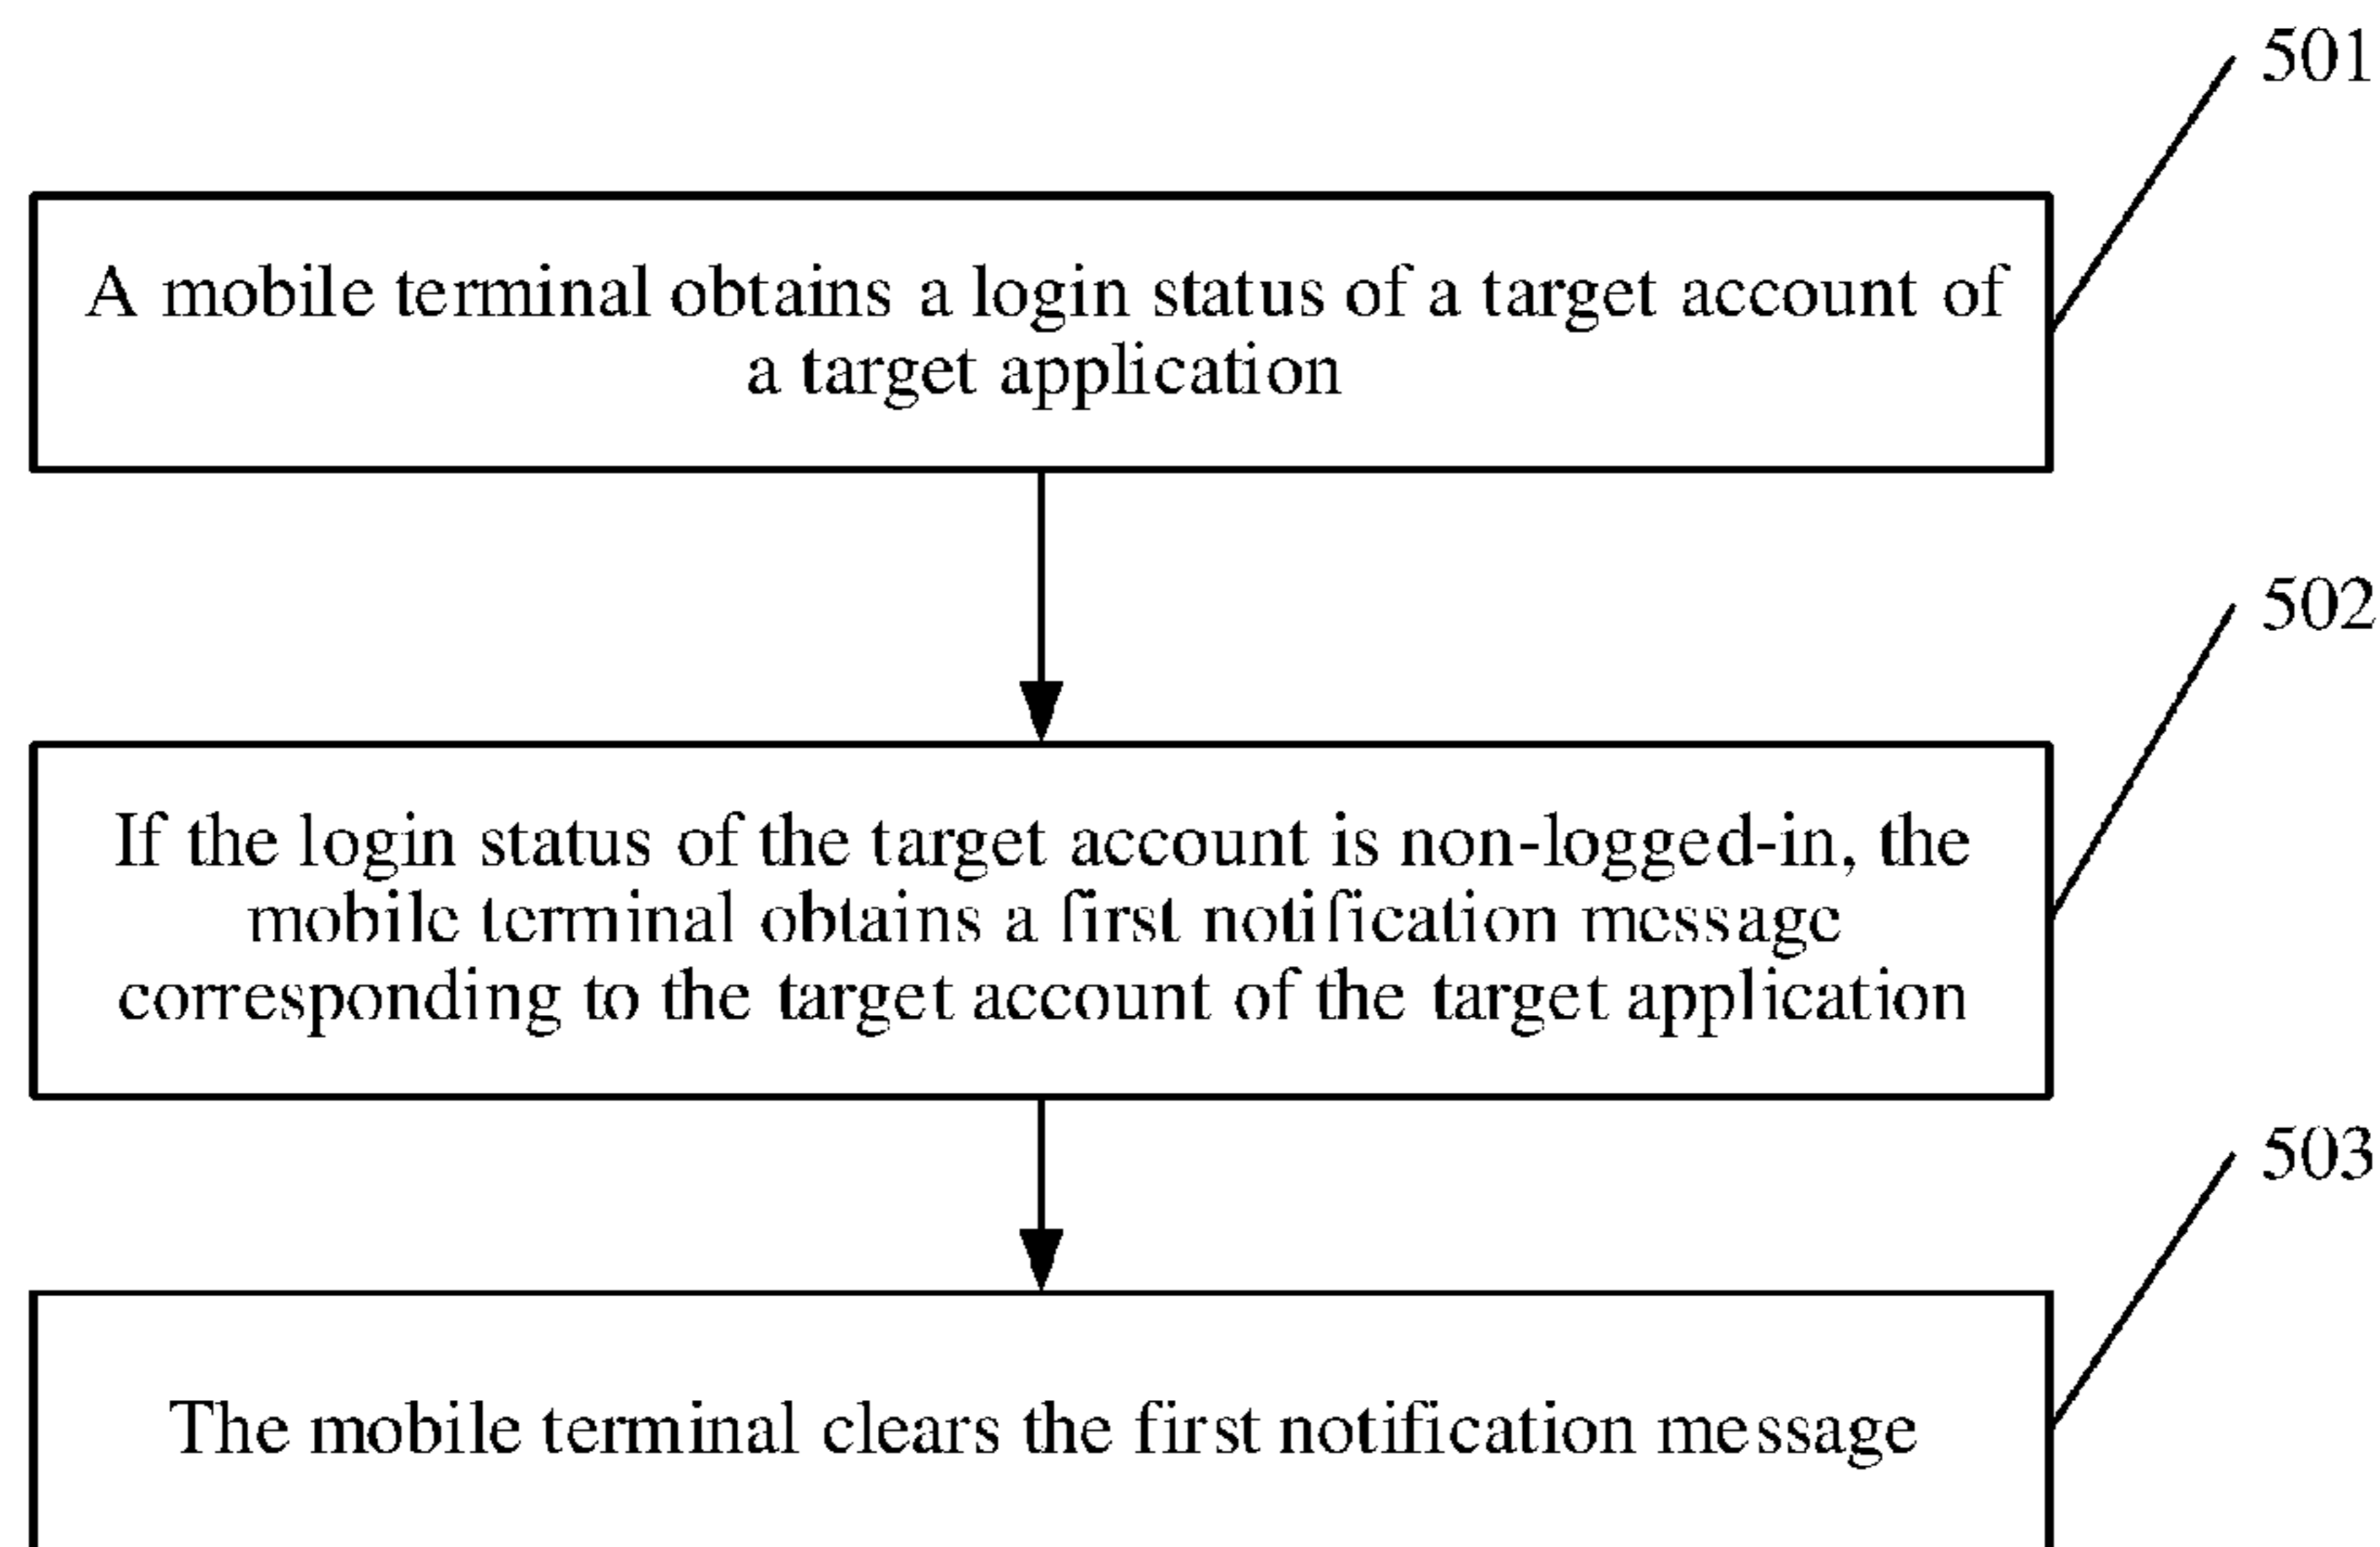 501
A mobile terminal obtains a login status of a target account of
a target application
502
If the login status of the target account is non-logged-in, the
mobile terminal obtains a first notification message
corresponding to the target account of the target application
503
The mobile terminal clears the first notification message